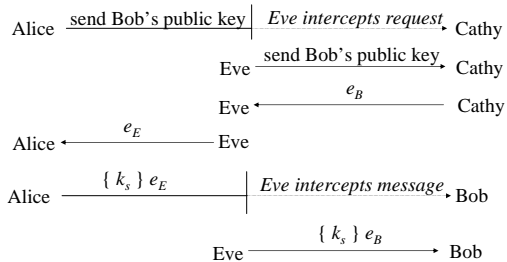 Alice send Bob's public key Eve intercepts request Cathy
Eve send Bob's public key Cathy
Eve e_B Cathy
Alice e_E Eve
Alice { k_s } e_E Eve intercepts message Bob
Eve { k_s } e_B Bob